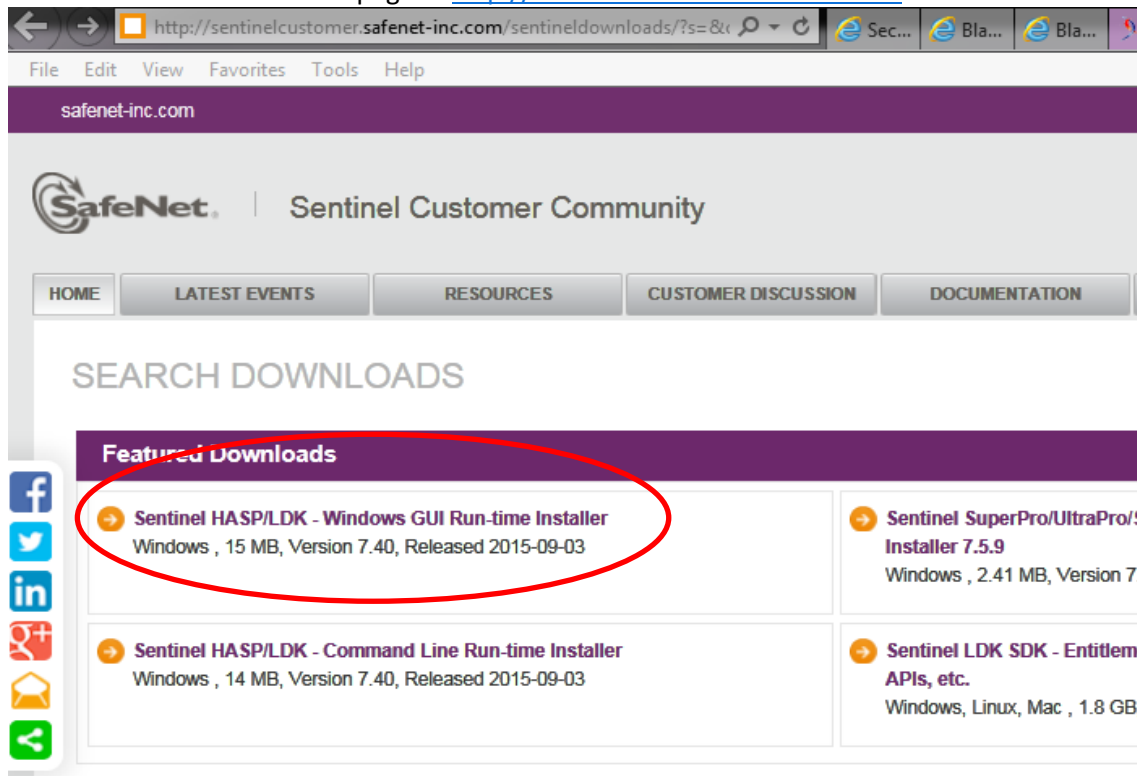 http://sentinelcustomer.safenet-inc.com/sentineldownloads/?s=& Sec... Bla... Bla...
File Edit View Favorites Tools Help
safenet-inc.com
SafeNet. Sentinel Customer Community
HOME LATEST EVENTS RESOURCES CUSTOMER DISCUSSION DOCUMENTATION
SEARCH DOWNLOADS
Featured Downloads
Sentinel HASP/LDK - Windows GUI Run-time Installer
Windows , 15 MB, Version 7.40, Released 2015-09-03
Sentinel SuperPro/UltraPro/
Installer 7.5.9
Windows , 2.41 MB, Version 7
Sentinel HASP/LDK - Command Line Run-time Installer
Windows , 14 MB, Version 7.40, Released 2015-09-03
Sentinel LDK SDK - Entitlem
APIs, etc.
Windows, Linux, Mac , 1.8 GB
f
in
g+